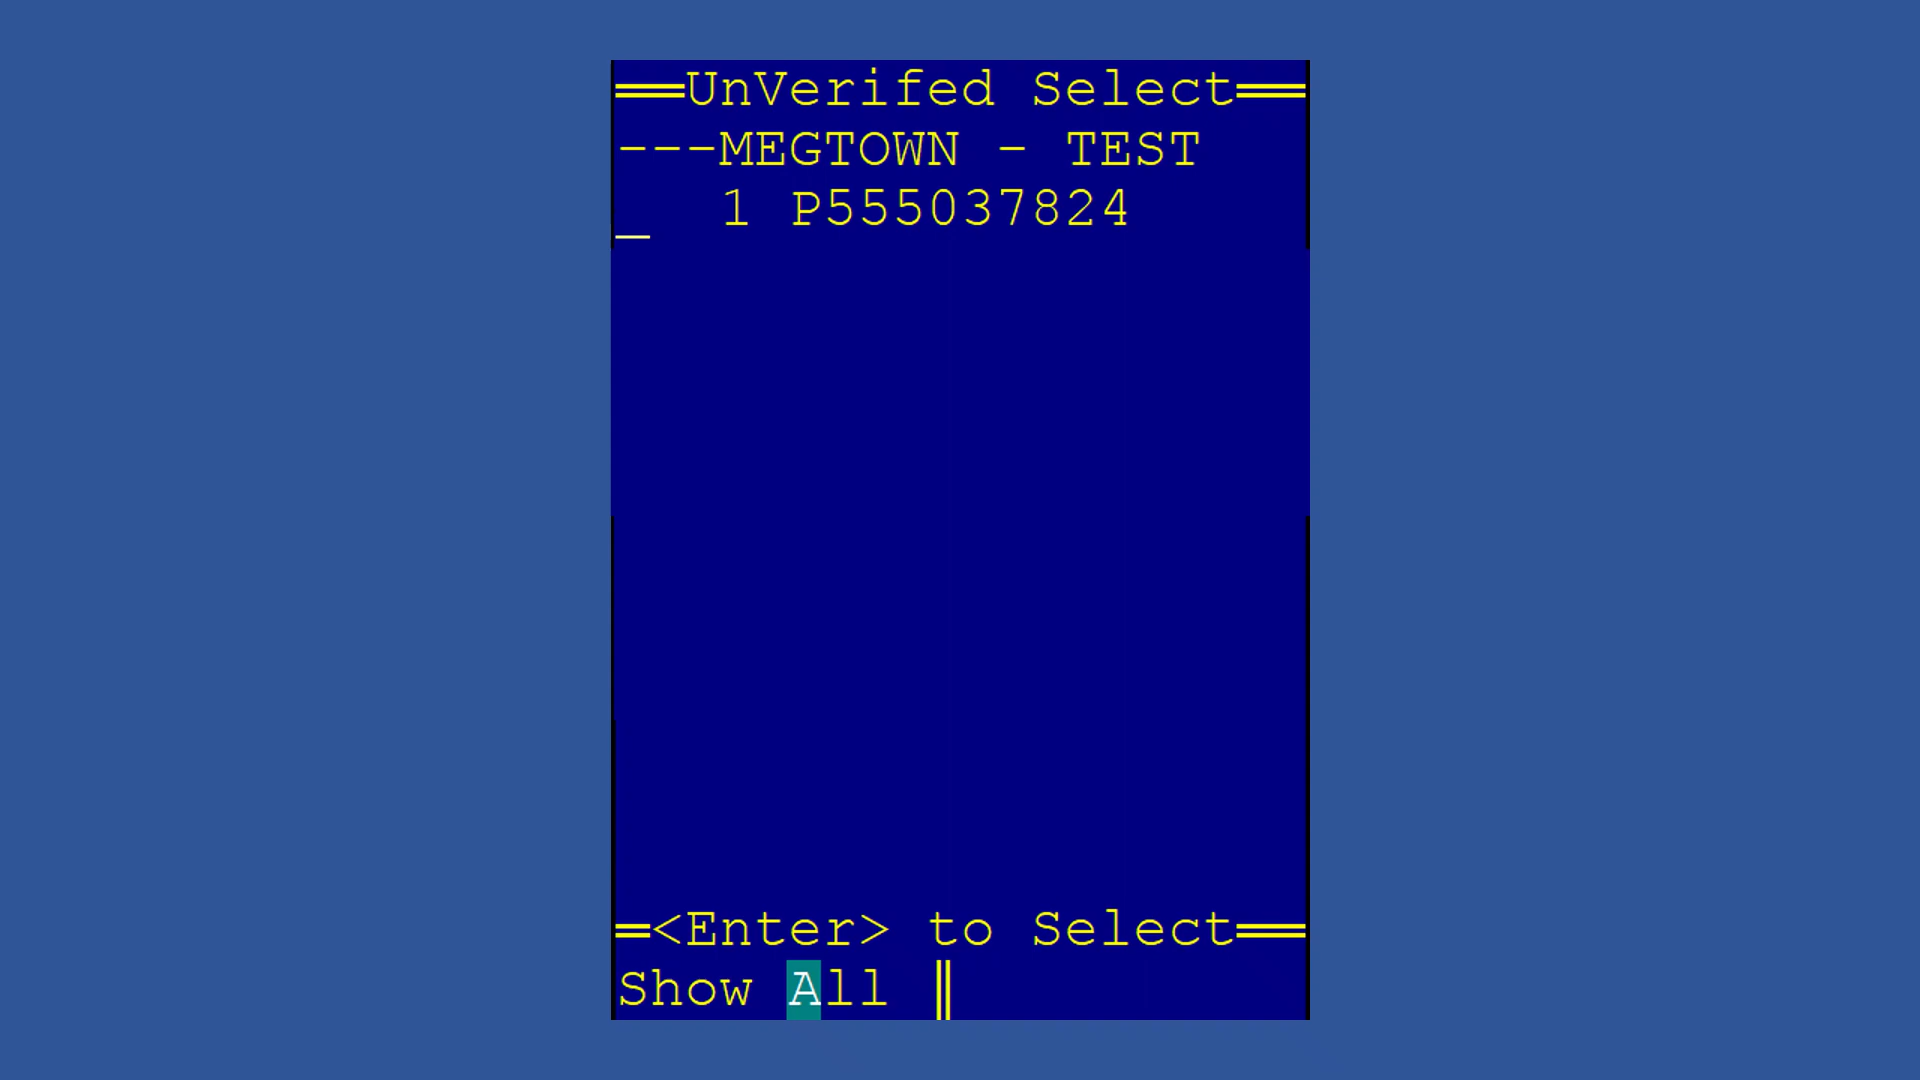 ══UnVerifed Select══
---MEGTOWN - TEST
_  1 P555037824
═<Enter> to Select══
Show All ║